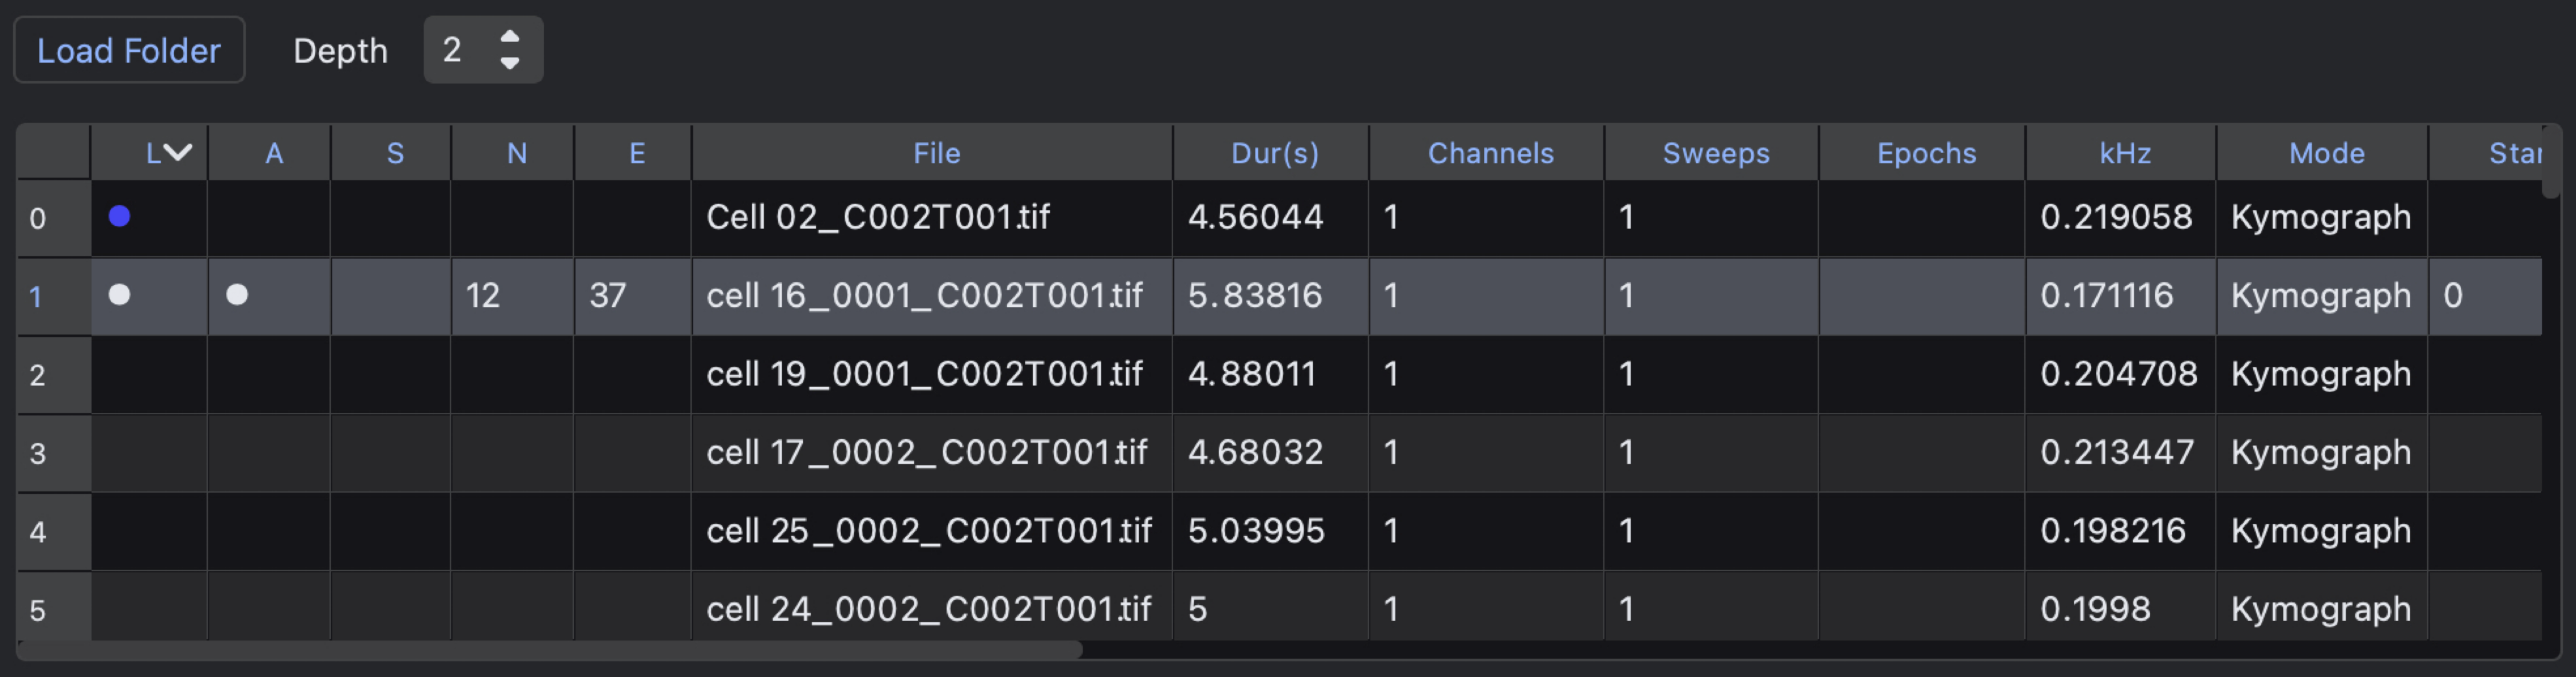 Load Folder Depth 2
L A S N E File Dur(s) Channels Sweeps Epochs kHz Mode Star
0 Cell 02_C002T001.tif 4.56044 1 1 0.219058 Kymograph
1 12 37 cell 16_0001_C002T001.tif 5.83816 1 1 0.171116 Kymograph 0
2 cell 19_0001_C002T001.tif 4.88011 1 1 0.204708 Kymograph
3 cell 17_0002_C002T001.tif 4.68032 1 1 0.213447 Kymograph
4 cell 25_0002_C002T001.tif 5.03995 1 1 0.198216 Kymograph
5 cell 24_0002_C002T001.tif 5 1 1 0.1998 Kymograph